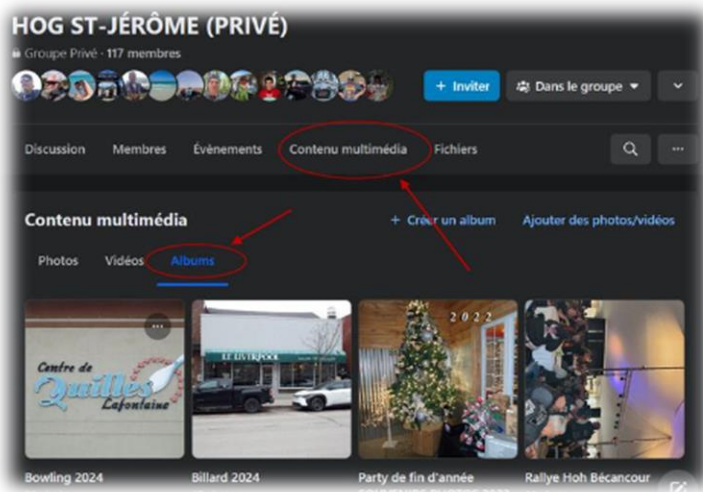 HOG ST-JÉRÔME (PRIVÉ)
Groupe Privé · 117 membres
+ Inviter
Dans le groupe
Discussion Membres Évènements Contenu multimédia Fichiers
Contenu multimédia
+ Créer un album Ajouter des photos/vidéos
Photos Vidéos Albums
Centre de
Quilles
Lafontaine
LE LIVERPOOL
2022
Bowling 2024
Billard 2024
Party de fin d'année
Rallye Hoh Bécancour